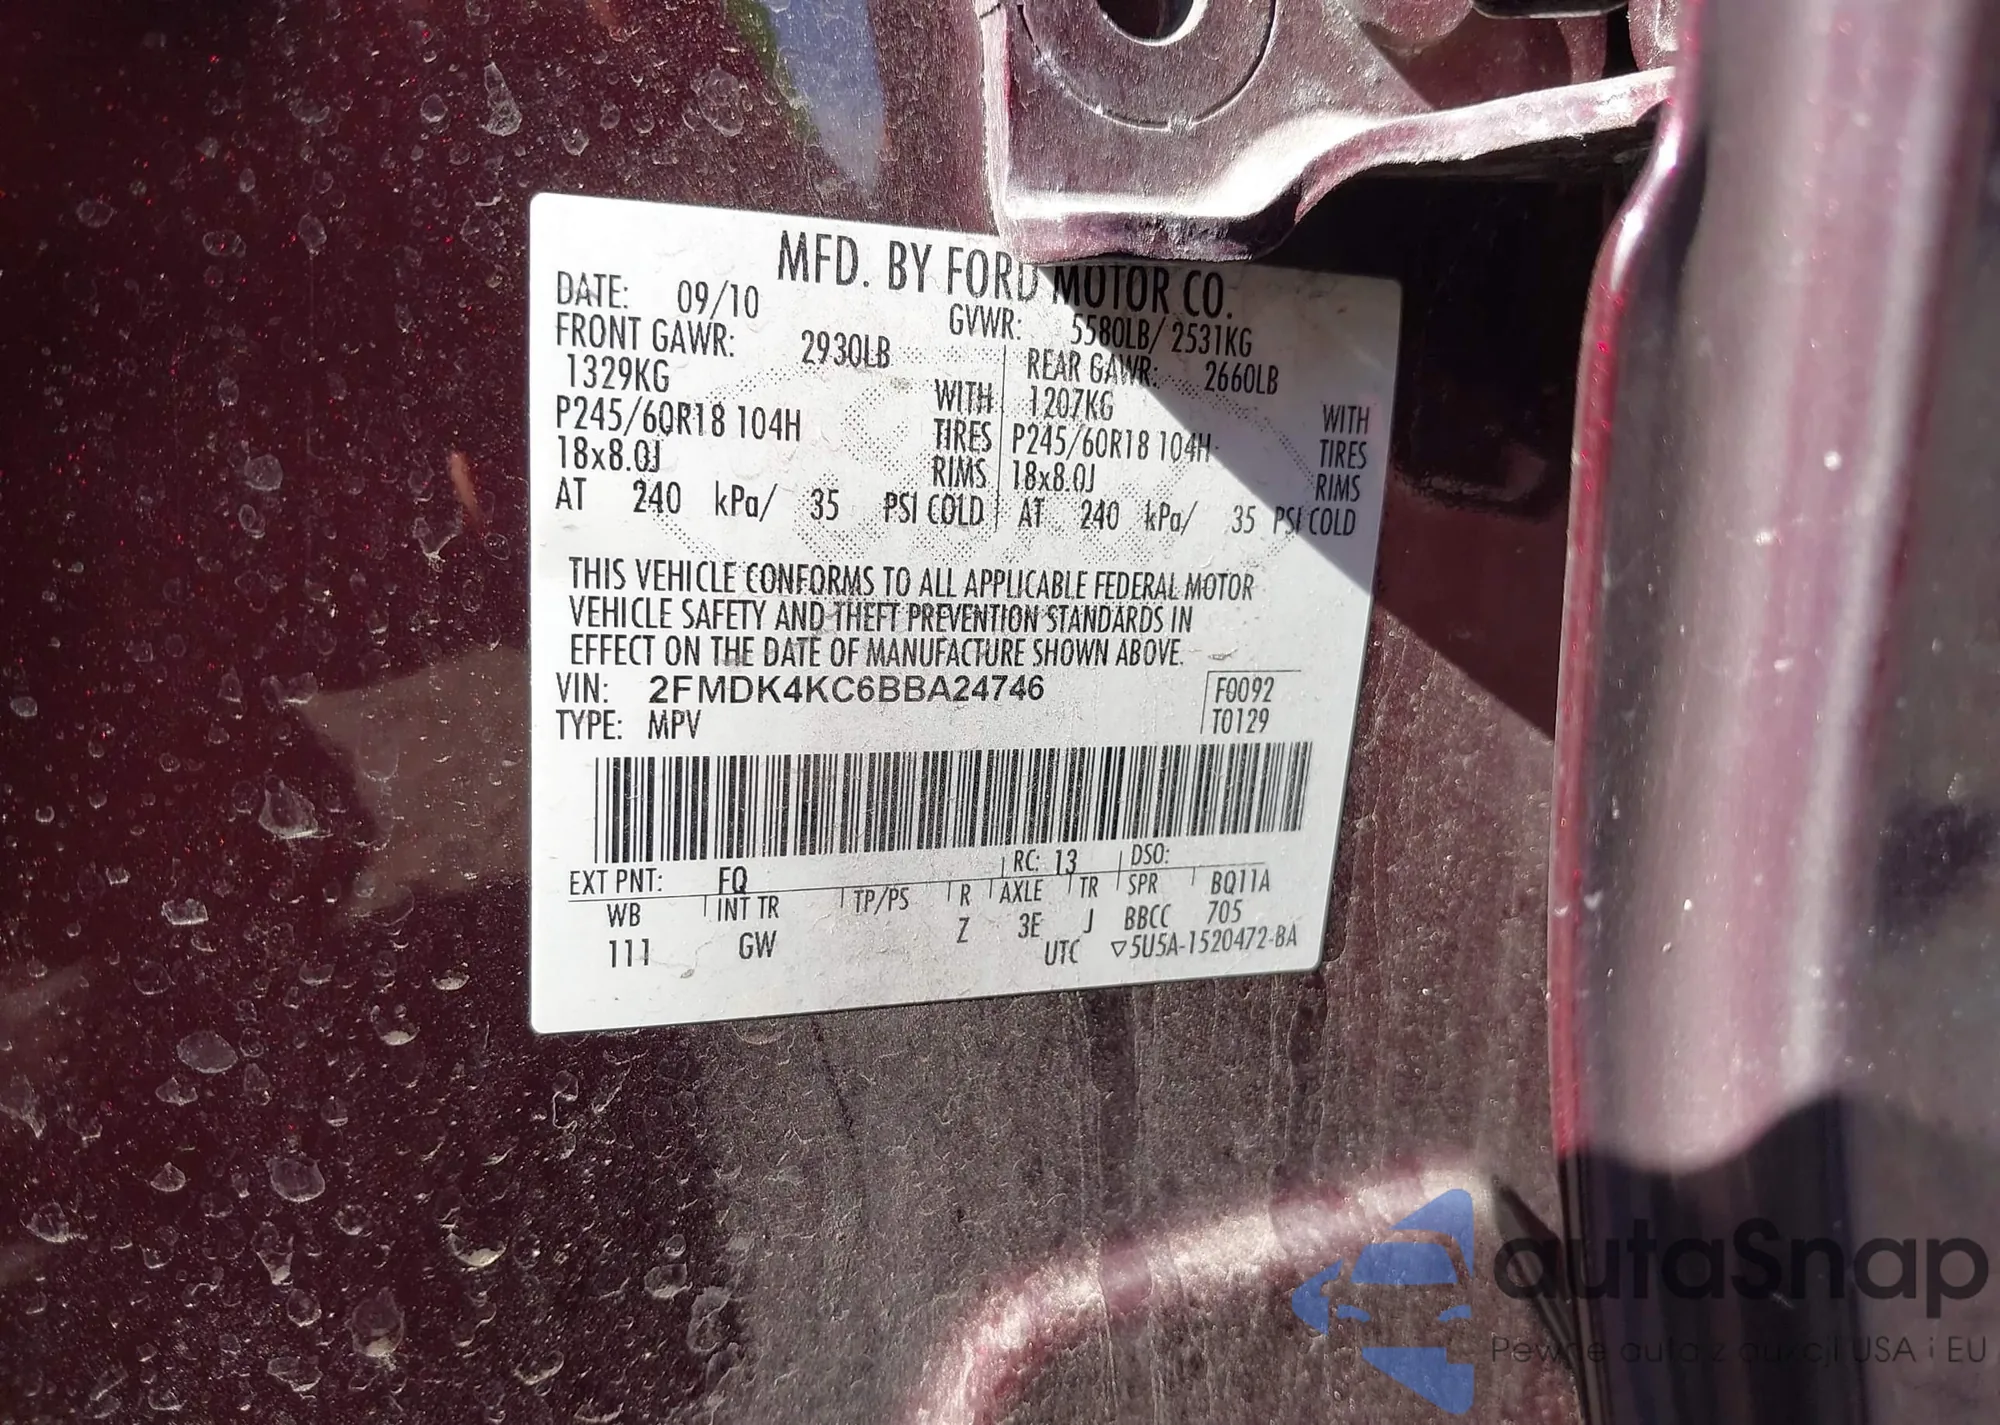 MFD. BY FORD MOTOR CO.
DATE: 09/10 GVWR: 5580LB/ 2531KG
FRONT GAWR: 2930LB REAR GAWR: 2660LB
1329KG WITH 1207KG WITH
P245/60R18 104H TIRES P245/60R18 104H TIRES
18x8.0J RIMS 18x8.0J RIMS
AT 240 kPa/ 35 PSI COLD AT 240 kPa/ 35 PSI COLD
THIS VEHICLE CONFORMS TO ALL APPLICABLE FEDERAL MOTOR
VEHICLE SAFETY AND THEFT PREVENTION STANDARDS IN
EFFECT ON THE DATE OF MANUFACTURE SHOWN ABOVE.
VIN: 2FMDK4KC6BBA24746 F0092
TYPE: MPV T0129
EXT PNT: FQ RC: 13 DSO:
WB INT TR TP/PS R AXLE TR SPR BQ11A
111 GW Z 3E J BBCC 705
UTC ▽5U5A-1520472-BA
autaSnap
Pewne auta z aukcji USA i EU